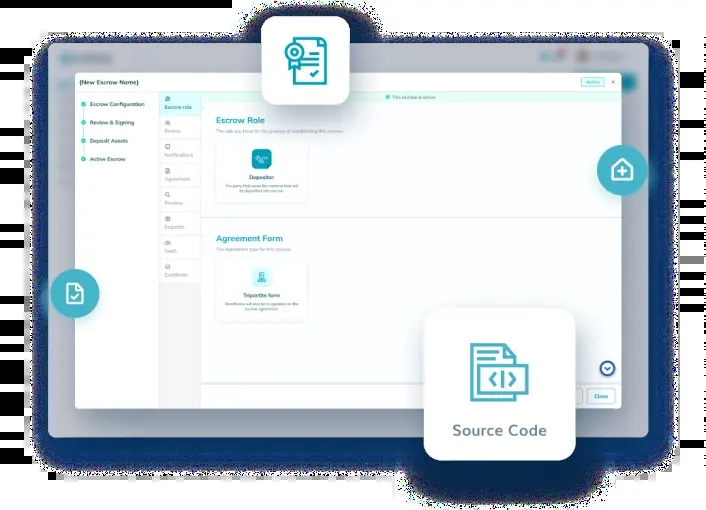 (New Escrow Name)
Active
×
This escrow is active
Escrow Configuration
Review & Signing
Deposit Assets
Active Escrow
Escrow role
Parties
Notifications
Agreement
Preview
Deposits
SaaS
Certificate
Escrow Role
The role you have for the process of establishing this escrow.
Depositor
The party that owns the material that will
be deposited into escrow.
Agreement Form
The agreement type for this escrow.
Tripartite form
Beneficiary will also be a signatory on the
escrow agreement.
Close
Source Code